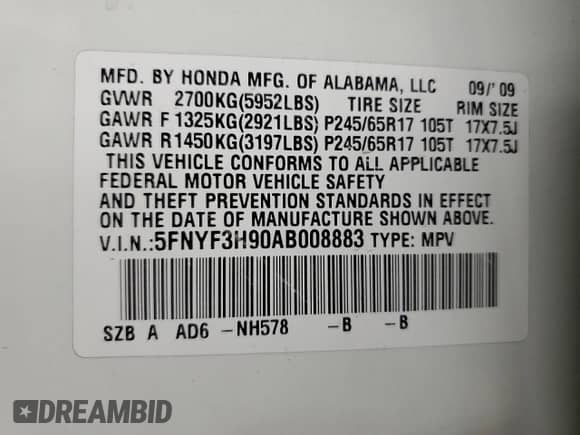 MFD. BY HONDA MFG. OF ALABAMA, LLC 09/'09
GVWR 2700KG(5952LBS) TIRE SIZE RIM SIZE
GAWR F 1325KG(2921LBS) P245/65R17 105T 17X7.5J
GAWR R 1450KG(3197LBS) P245/65R17 105T 17X7.5J
THIS VEHICLE CONFORMS TO ALL APPLICABLE
FEDERAL MOTOR VEHICLE SAFETY
AND THEFT PREVENTION STANDARDS IN EFFECT
ON THE DATE OF MANUFACTURE SHOWN ABOVE.
V.I.N.:5FNYF3H90AB008883 TYPE: MPV
SZB A AD6 -NH578 -B -B
DREAMBID